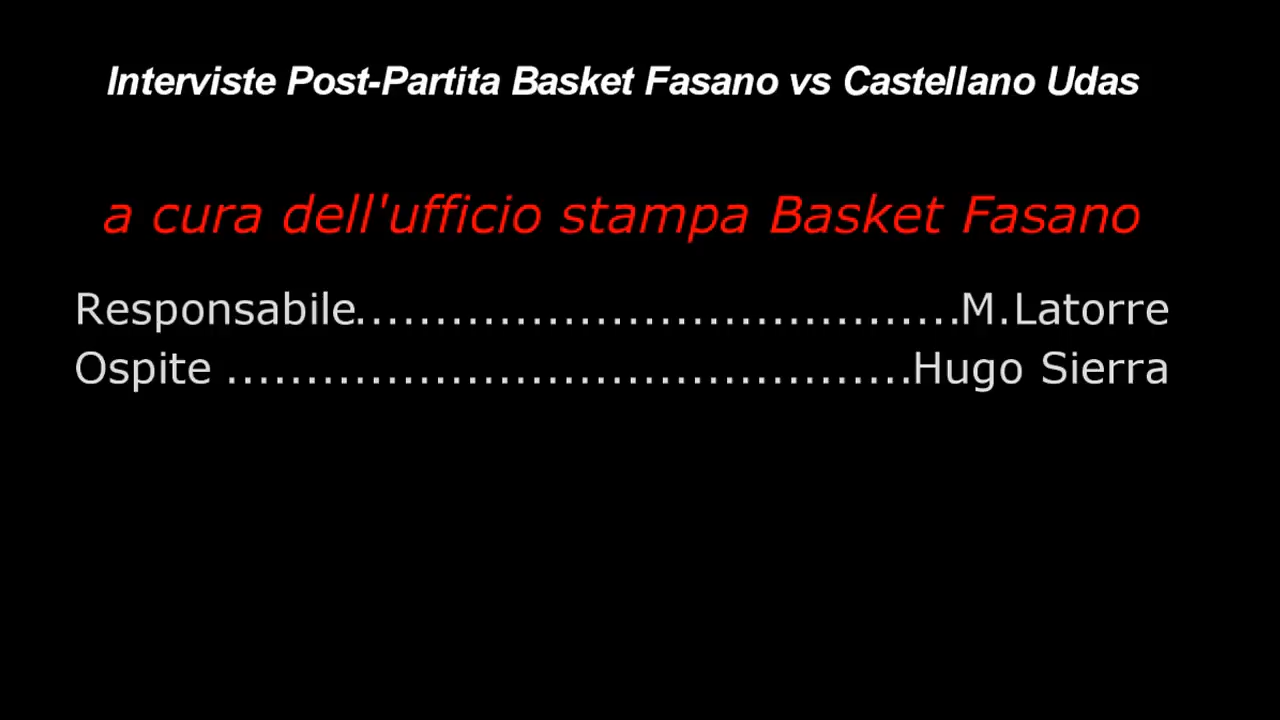 Interviste Post-Partita Basket Fasano vs Castellano Udas
a cura dell'ufficio stampa Basket Fasano
Responsabile......................................M.Latorre
Ospite ...........................................Hugo Sierra